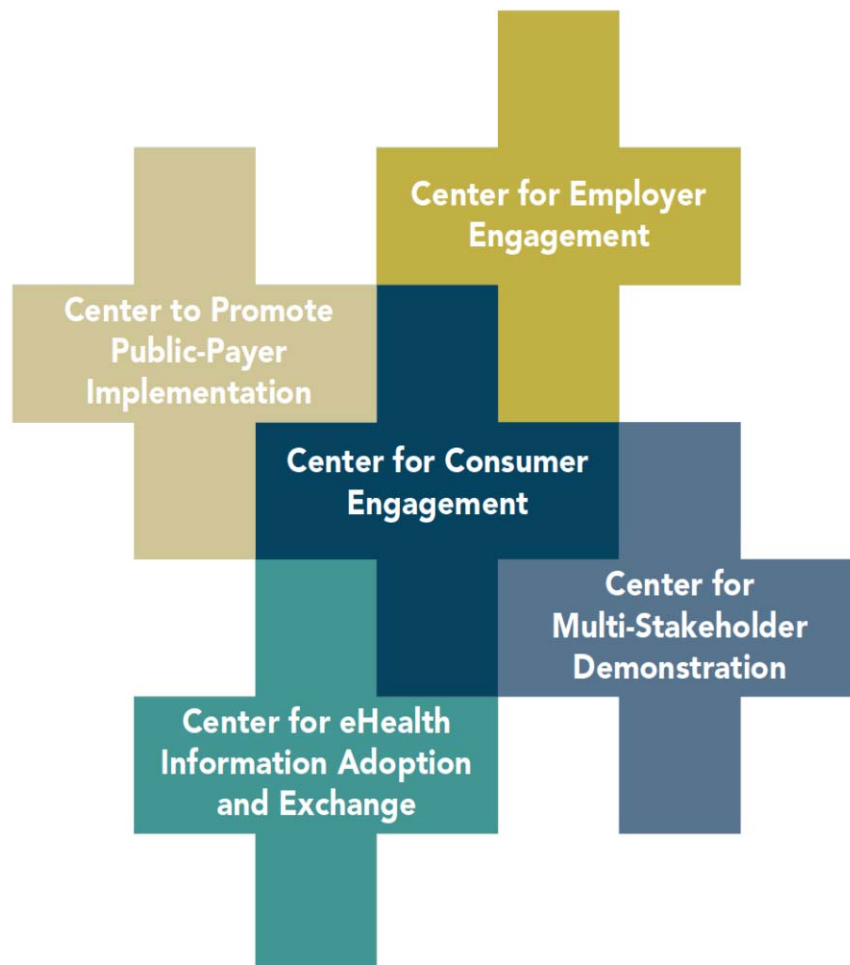 Center for Employer
Engagement
Center to Promote
Public-Payer
Implementation
Center for Consumer
Engagement
Center for
Multi-Stakeholder
Demonstration
Center for eHealth
Information Adoption
and Exchange